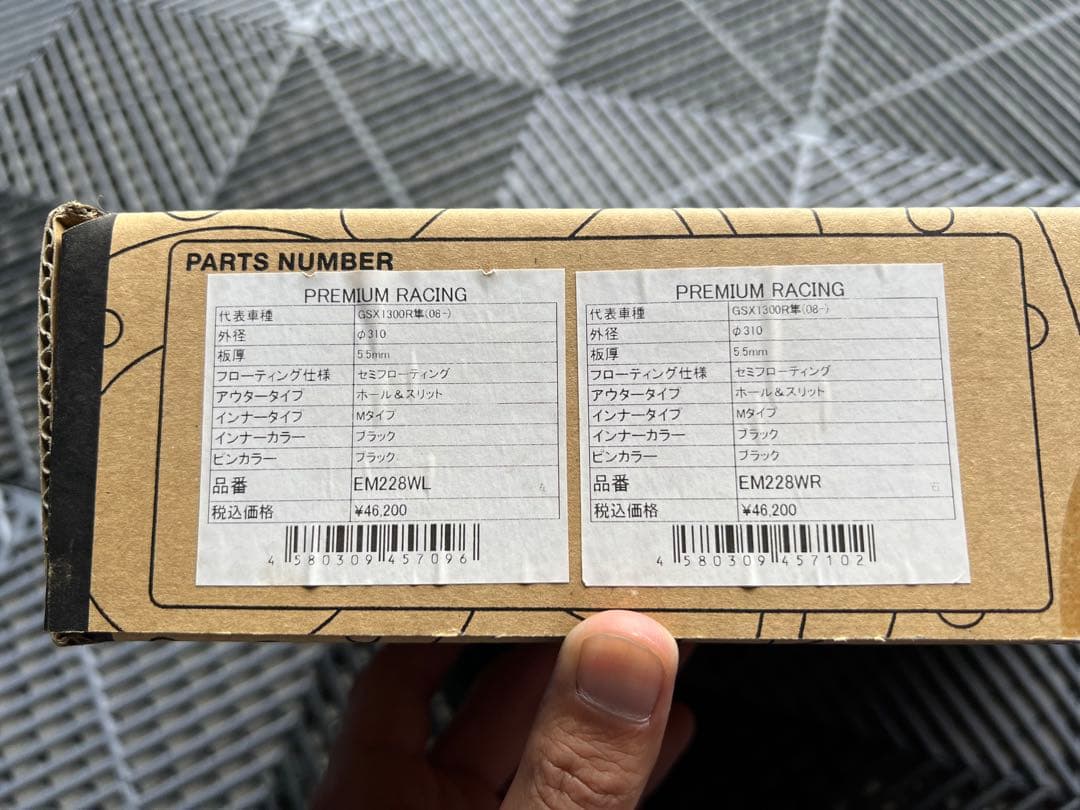 PARTS NUMBER
PREMIUM RACING
代表車種 GSX1300R隼(08-)
外径 φ310
板厚 5.5mm
フローティング仕様 セミフローティング
アウタータイプ ホール&スリット
インナータイプ Mタイプ
インナーカラー ブラック
ピンカラー ブラック
品番 EM228WL 左
税込価格 ¥46,200
4 580309 457096
PREMIUM RACING
代表車種 GSX1300R隼(08-)
外径 φ310
板厚 5.5mm
フローティング仕様 セミフローティング
アウタータイプ ホール&スリット
インナータイプ Mタイプ
インナーカラー ブラック
ピンカラー ブラック
品番 EM228WR 右
税込価格 ¥46,200
4 580309 457102